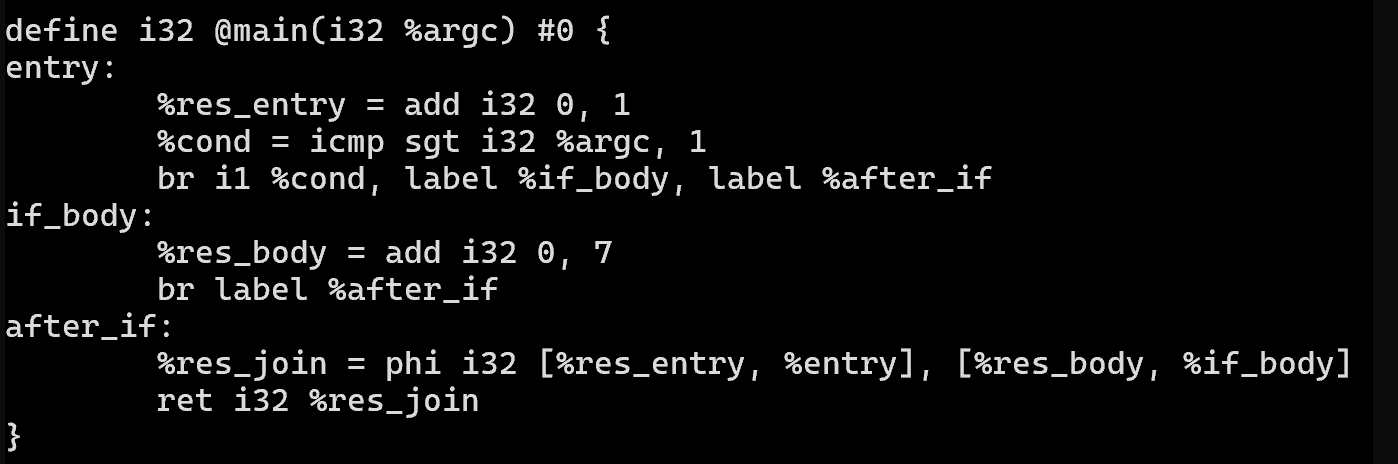 define i32 @main(i32 %argc) #0 {
entry:
        %res_entry = add i32 0, 1
        %cond = icmp sgt i32 %argc, 1
        br i1 %cond, label %if_body, label %after_if
if_body:
        %res_body = add i32 0, 7
        br label %after_if
after_if:
        %res_join = phi i32 [%res_entry, %entry], [%res_body, %if_body]
        ret i32 %res_join
}